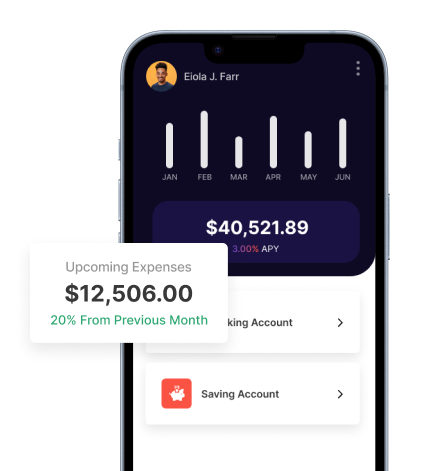 Eiola J. Farr
JAN FEB MAR APR MAY JUN
$40,521.89
3.00% APY
Upcoming Expenses
$12,506.00
20% From Previous Month
king Account
Saving Account